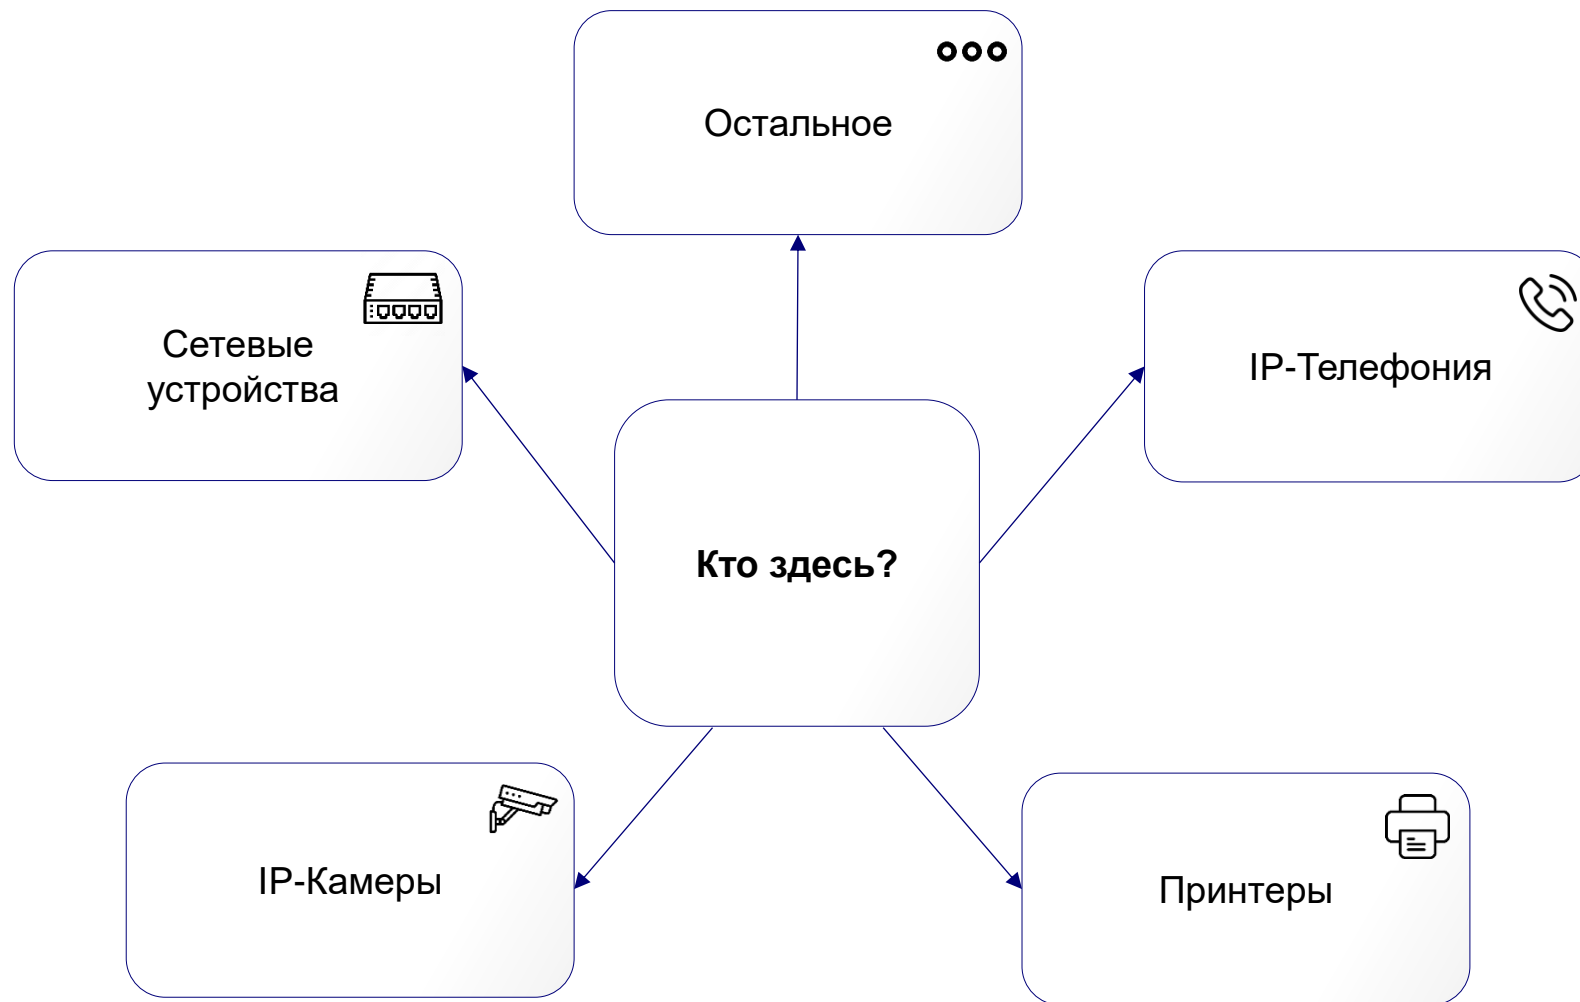 Остальное
Сетевые
устройства
IP-Телефония
Кто здесь?
IP-Камеры
Принтеры